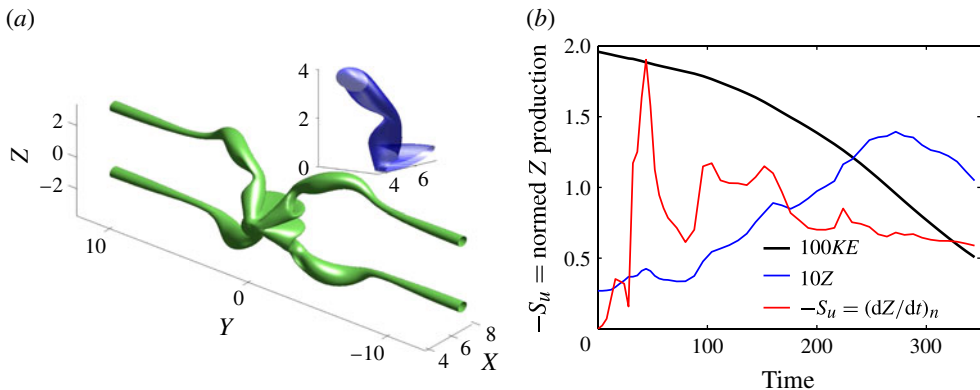 (a)
(b)
4
2
0
4
6
2
0
−2
Z
10
0
−10
Y
8
6
4
X
−S_u = normed Z production
2.0
1.5
1.0
0.5
0
100
200
300
Time
100KE
10Z
−S_u = (dZ/dt)_n